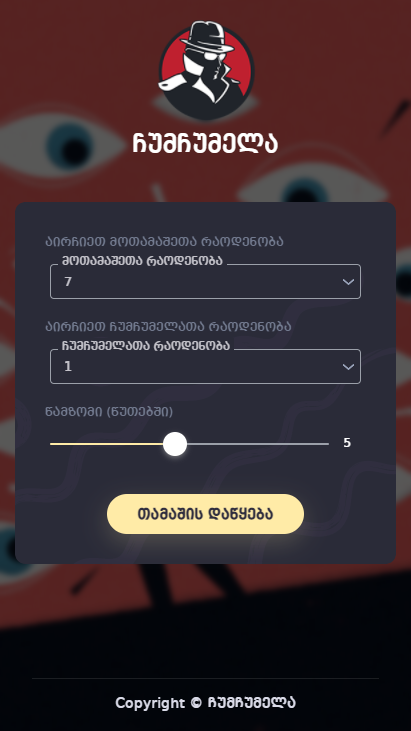 ჩუმჩუმელა
აირჩიეთ მოთამაშეთა რაოდენობა
მოთამაშეთა რაოდენობა
7
აირჩიეთ ჩუმჩუმელათა რაოდენობა
ჩუმჩუმელათა რაოდენობა
1
წამზომი (წუთებში)
5
თამაშის დაწყება
Copyright © ჩუმჩუმელა